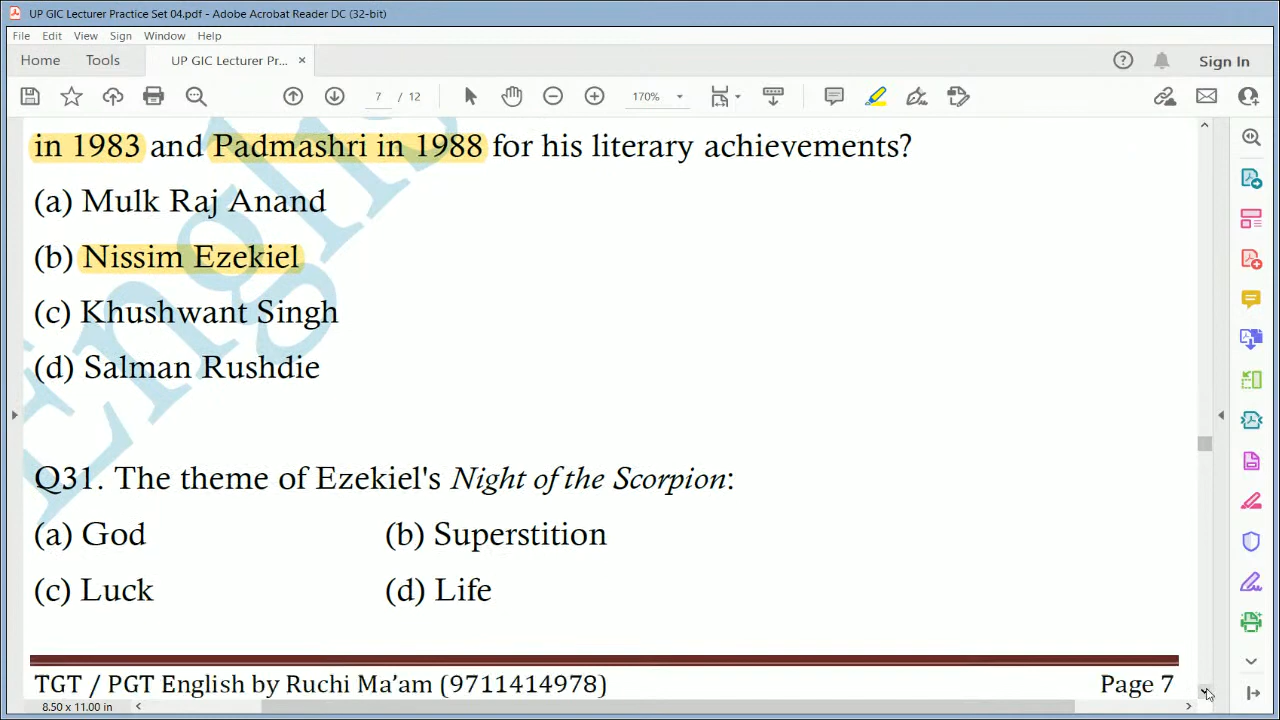 UP GIC Lecturer Practice Set 04.pdf - Adobe Acrobat Reader DC (32-bit)
File Edit View Sign Window Help
Home Tools UP GIC Lecturer Pr... × Sign In
7 / 12 170%
in 1983 and Padmashri in 1988 for his literary achievements?
(a) Mulk Raj Anand
(b) Nissim Ezekiel
(c) Khushwant Singh
(d) Salman Rushdie
Q31. The theme of Ezekiel's Night of the Scorpion:
(a) God (b) Superstition
(c) Luck (d) Life
TGT / PGT English by Ruchi Ma’am (9711414978) Page 7
8.50 x 11.00 in
Englis